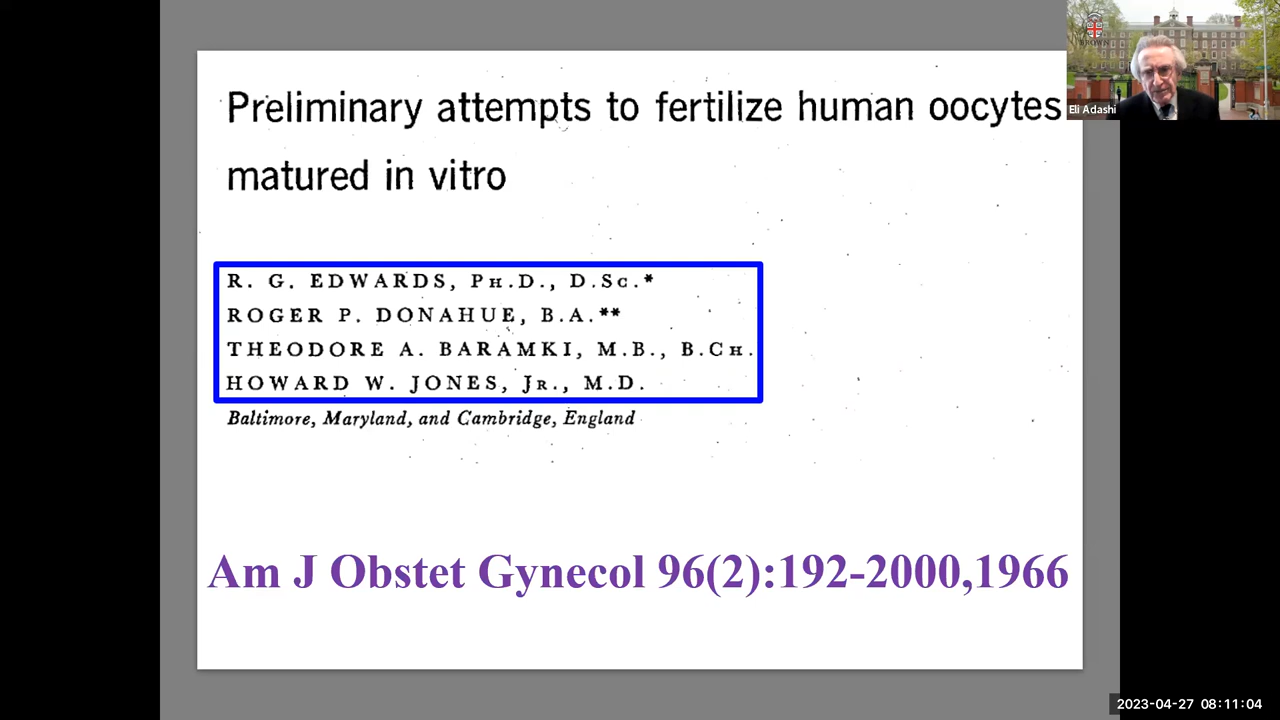 Preliminary attempts to fertilize human oocytes
matured in vitro
R. G. EDWARDS, PH.D., D.SC.*
ROGER P. DONAHUE, B.A.**
THEODORE A. BARAMKI, M.B., B.CH.
HOWARD W. JONES, JR., M.D.
Baltimore, Maryland, and Cambridge, England
Am J Obstet Gynecol 96(2):192-2000,1966
BROWN
Eli Adashi
2023-04-27 08:11:04